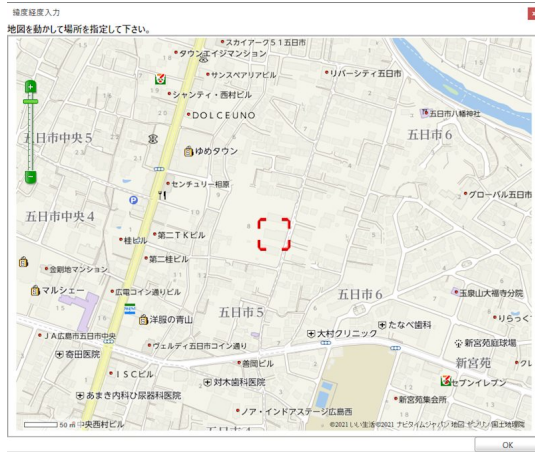 緯度経度入力
地図を動かして場所を指定して下さい。
スカイアーク51五日市
タウンエイジマンション
サンスペアリアビル
リバーシティ五日市
シャンティ・西村ビル
DOLCEUNO
五日市八幡神社
五日市中央5
五日市6
ゆめタウン
センチュリー相原
グローバル五日市
五日市中央4
第二TKビル
桂ビル
第二桂ビル
金剛地マンション
マルシェー
広電コイン通りビル
五日市6
玉泉山大福寺分院
五日市5
洋服の青山
たなべ歯科
りらっく
大村クリニック
JA広島市五日市中央
ヴェルディ五日市コイン通り
新宮苑庭球場
寄田医院
善岡ビル
新宮苑
ISCビル
対木歯科医院
セブンイレブン
あまき内科ひ尿器科医院
新宮苑集会所
ノア・インドアステージ広島西
50 m
中央西村ビル
©2021 いい生活©2021 ナビタイムジャパン 地図 ゼンリン/国土地理院
OK